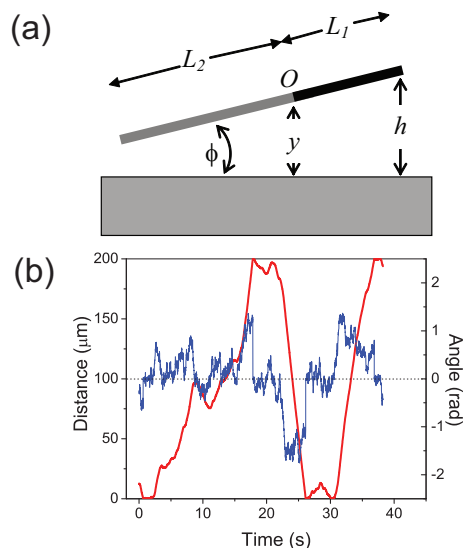 (a)
L2
L1
O
ϕ
y
h
(b)
200
150
100
50
0
Distance (μm)
2
1
0
-1
-2
Angle (rad)
0
10
20
30
40
Time (s)